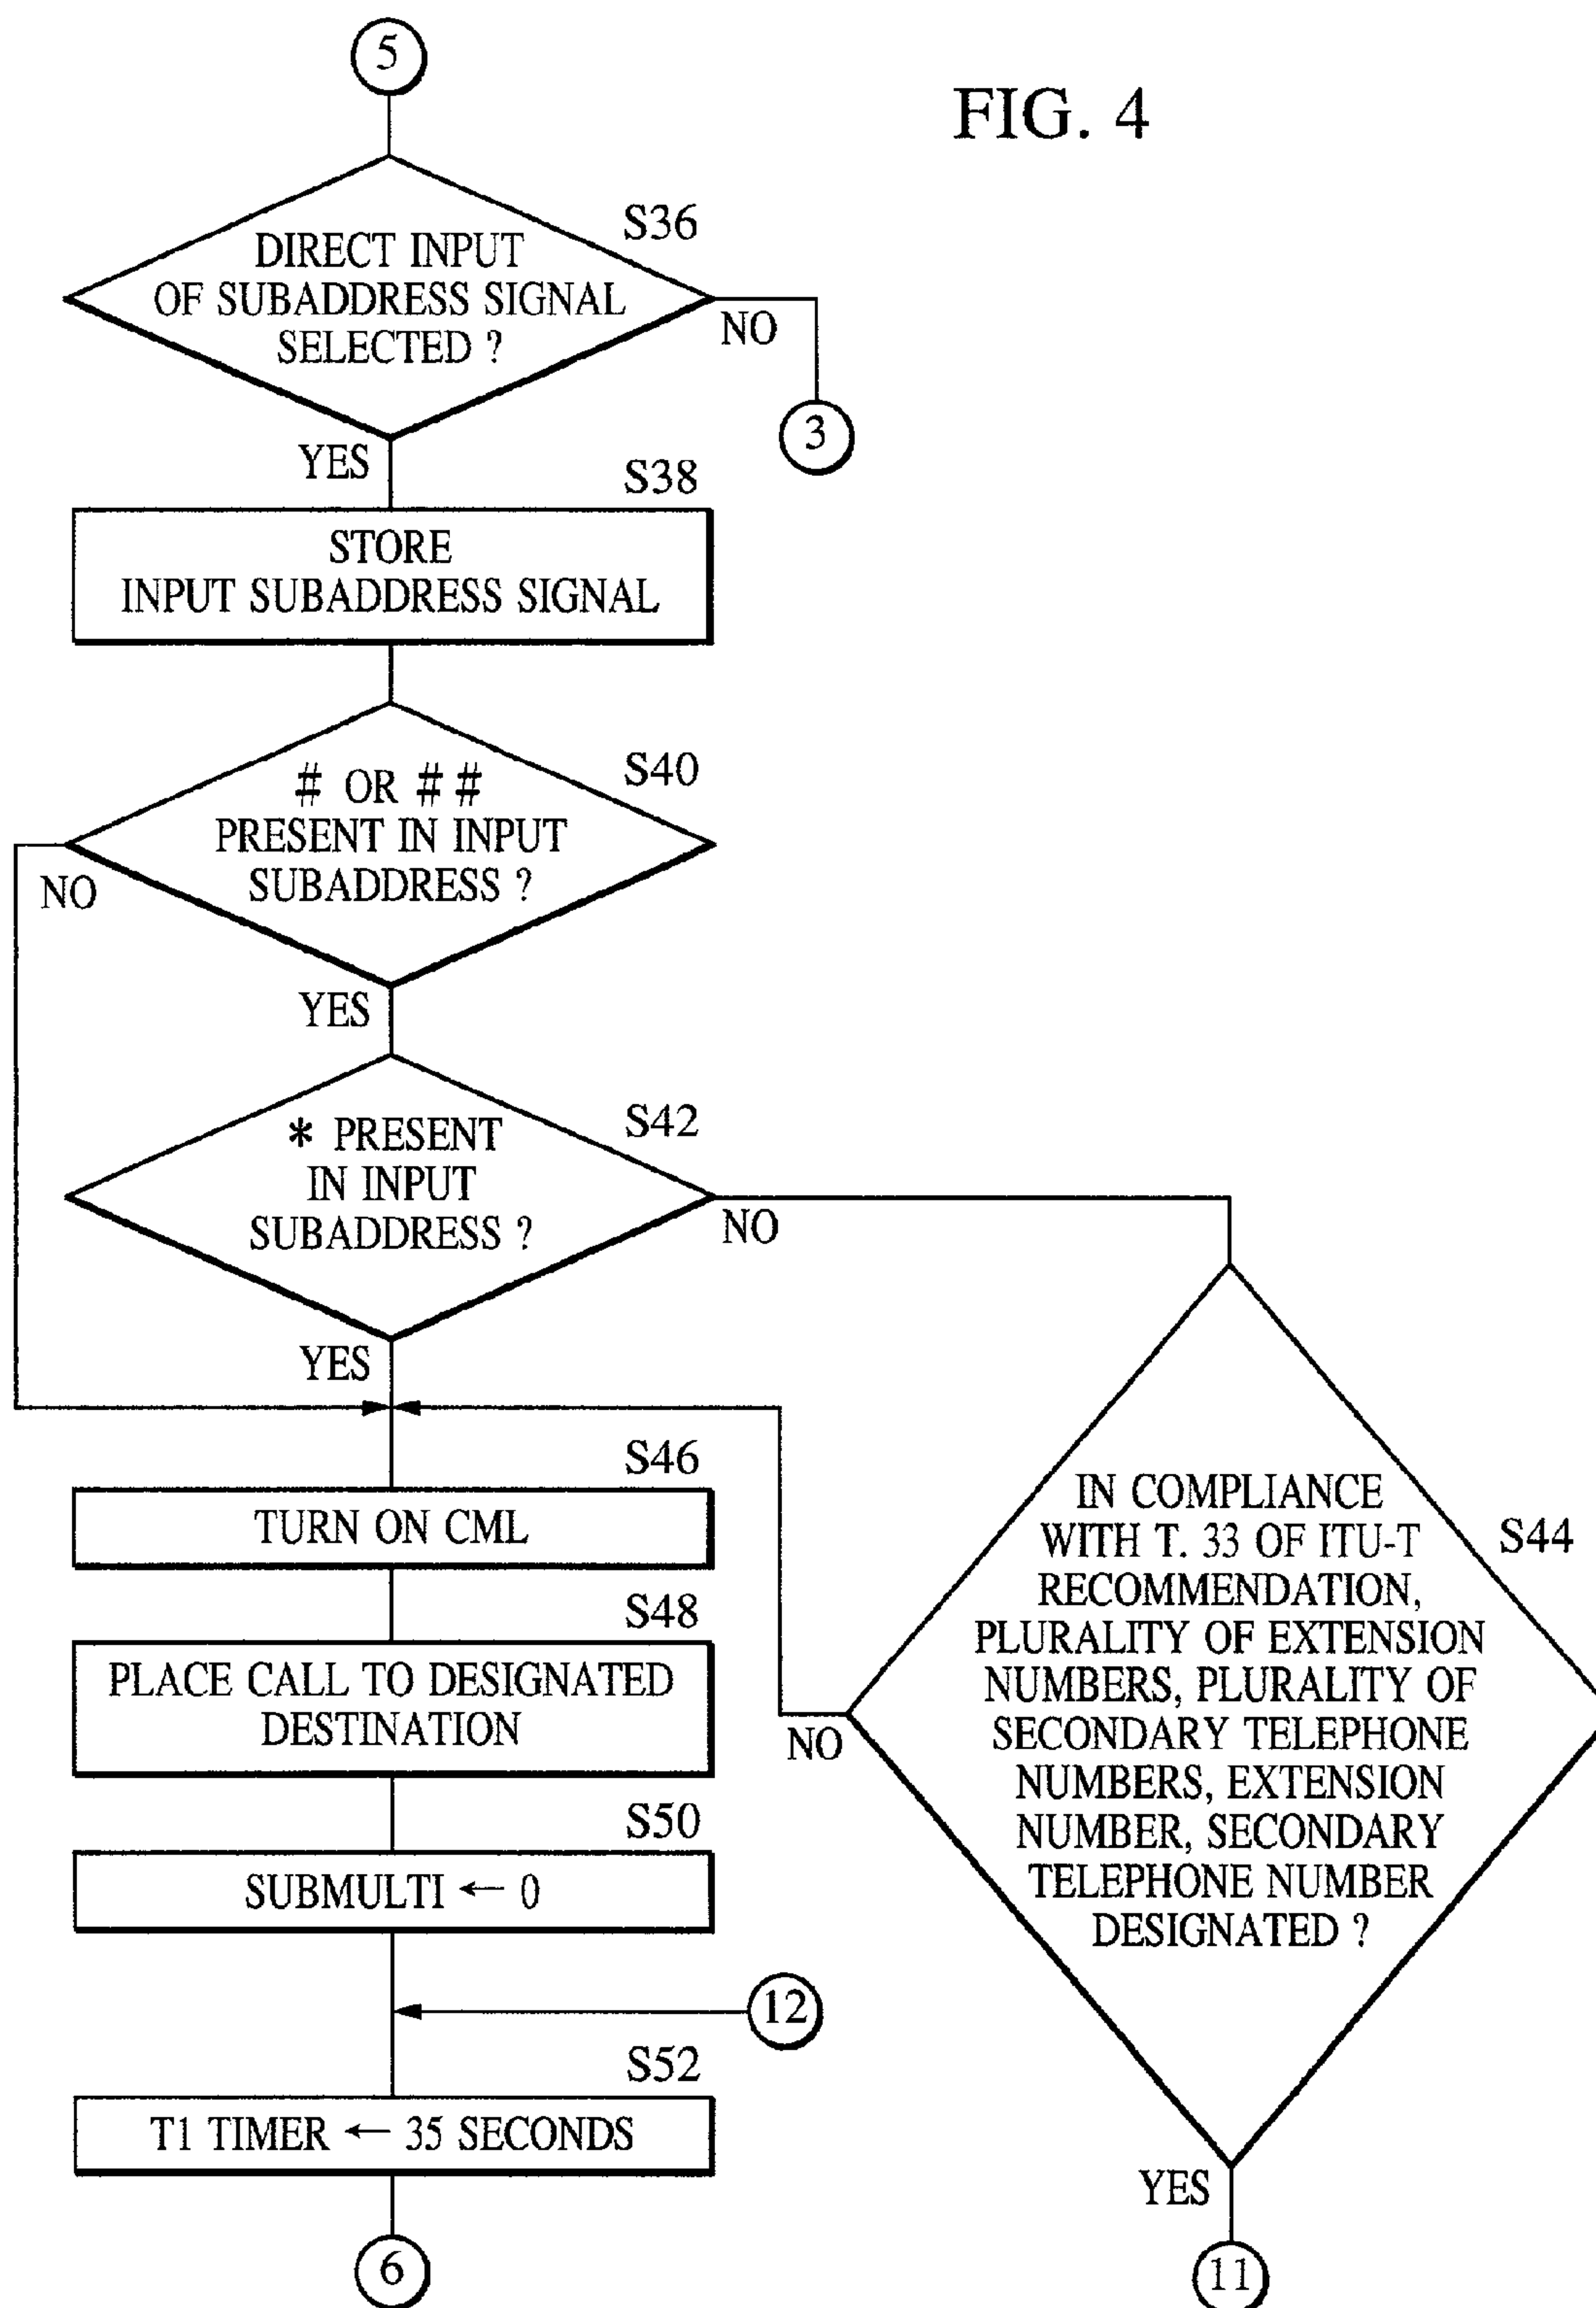 5
FIG. 4
S36
DIRECT INPUT
OF SUBADDRESS SIGNAL
SELECTED ?
NO
3
YES
S38
STORE
INPUT SUBADDRESS SIGNAL
S40
# OR # #
PRESENT IN INPUT
SUBADDRESS ?
NO
YES
S42
* PRESENT
IN INPUT
SUBADDRESS ?
NO
YES
S46
TURN ON CML
S48
PLACE CALL TO DESIGNATED
DESTINATION
S50
SUBMULTI ← 0
12
S52
T1 TIMER ← 35 SECONDS
6
S44
IN COMPLIANCE
WITH T. 33 OF ITU-T
RECOMMENDATION,
PLURALITY OF EXTENSION
NUMBERS, PLURALITY OF
SECONDARY TELEPHONE
NUMBERS, EXTENSION
NUMBER, SECONDARY
TELEPHONE NUMBER
DESIGNATED ?
NO
YES
11